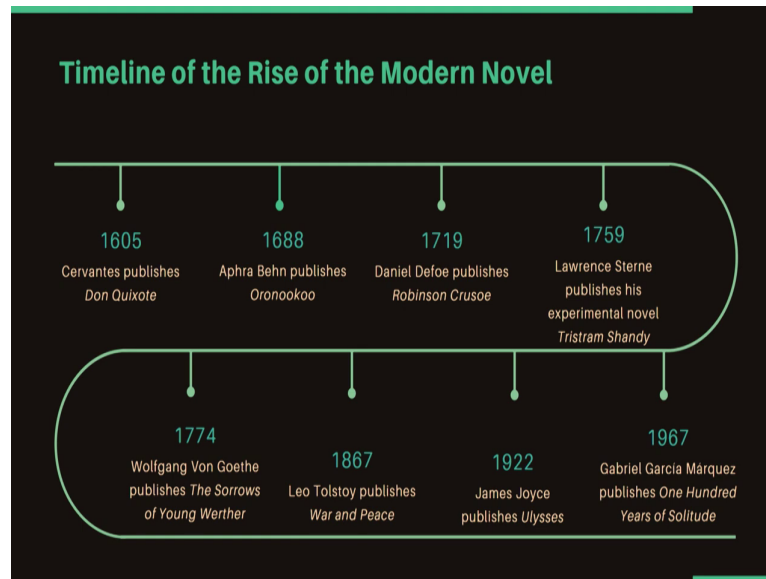 Timeline of the Rise of the Modern Novel
1605
Cervantes publishes
Don Quixote
1688
Aphra Behn publishes
Oronookoo
1719
Daniel Defoe publishes
Robinson Crusoe
1759
Lawrence Sterne
publishes his
experimental novel
Tristram Shandy
1774
Wolfgang Von Goethe
publishes The Sorrows
of Young Werther
1867
Leo Tolstoy publishes
War and Peace
1922
James Joyce
publishes Ulysses
1967
Gabriel García Márquez
publishes One Hundred
Years of Solitude